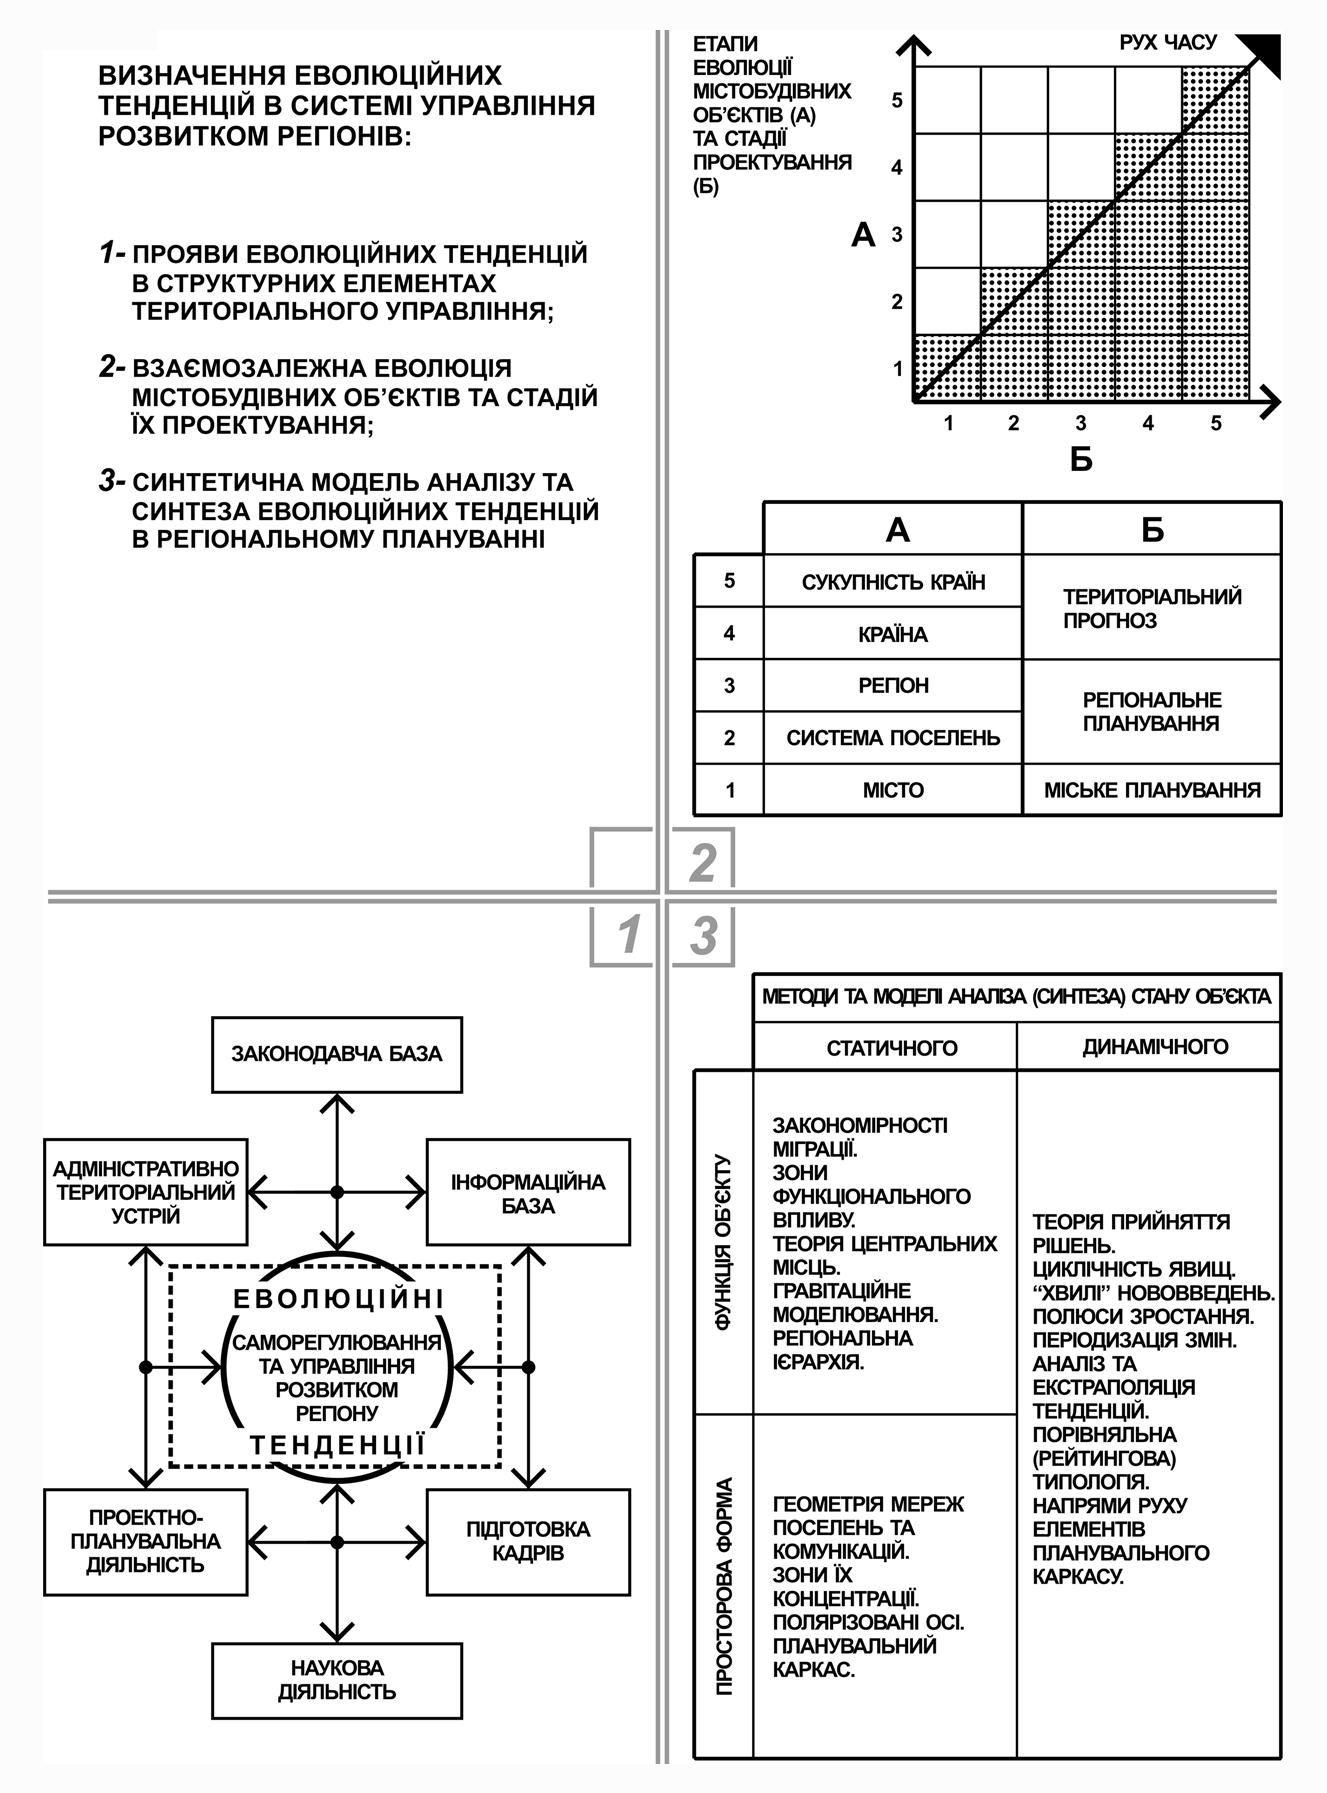 ВИЗНАЧЕННЯ ЕВОЛЮЦІЙНИХ
ТЕНДЕНЦІЙ В СИСТЕМІ УПРАВЛІННЯ
РОЗВИТКОМ РЕГІОНІВ:
1- ПРОЯВИ ЕВОЛЮЦІЙНИХ ТЕНДЕНЦІЙ
В СТРУКТУРНИХ ЕЛЕМЕНТАХ
ТЕРИТОРІАЛЬНОГО УПРАВЛІННЯ;
2- ВЗАЄМОЗАЛЕЖНА ЕВОЛЮЦІЯ
МІСТОБУДІВНИХ ОБ’ЄКТІВ ТА СТАДІЙ
ЇХ ПРОЕКТУВАННЯ;
3- СИНТЕТИЧНА МОДЕЛЬ АНАЛІЗУ ТА
СИНТЕЗА ЕВОЛЮЦІЙНИХ ТЕНДЕНЦІЙ
В РЕГІОНАЛЬНОМУ ПЛАНУВАННІ
ЕТАПИ
ЕВОЛЮЦІЇ
МІСТОБУДІВНИХ
ОБ’ЄКТІВ (А)
ТА СТАДІЇ
ПРОЕКТУВАННЯ
(Б)
РУХ ЧАСУ
5
4
А 3
2
1
1 2 3 4 5
Б
А Б
5 СУКУПНІСТЬ КРАЇН
ТЕРИТОРІАЛЬНИЙ
ПРОГНОЗ
4 КРАЇНА
3 РЕГІОН
РЕГІОНАЛЬНЕ
ПЛАНУВАННЯ
2 СИСТЕМА ПОСЕЛЕНЬ
1 МІСТО МІСЬКЕ ПЛАНУВАННЯ
2
1 3
ЗАКОНОДАВЧА БАЗА
АДМІНІСТРАТИВНО
ТЕРИТОРІАЛЬНИЙ
УСТРІЙ
ІНФОРМАЦІЙНА
БАЗА
ЕВОЛЮЦІЙНІ
САМОРЕГУЛЮВАННЯ
ТА УПРАВЛІННЯ
РОЗВИТКОМ
РЕГІОНУ
ТЕНДЕНЦІЇ
ПРОЕКТНО-
ПЛАНУВАЛЬНА
ДІЯЛЬНІСТЬ
ПІДГОТОВКА
КАДРІВ
НАУКОВА
ДІЯЛЬНІСТЬ
МЕТОДИ ТА МОДЕЛІ АНАЛІЗА (СИНТЕЗА) СТАНУ ОБ’ЄКТА
СТАТИЧНОГО ДИНАМІЧНОГО
ФУНКЦІЯ ОБ’ЄКТУ
ЗАКОНОМІРНОСТІ
МІГРАЦІЇ.
ЗОНИ
ФУНКЦІОНАЛЬНОГО
ВПЛИВУ.
ТЕОРІЯ ЦЕНТРАЛЬНИХ
МІСЦЬ.
ГРАВІТАЦІЙНЕ
МОДЕЛЮВАННЯ.
РЕГІОНАЛЬНА
ІЄРАРХІЯ.
ПРОСТОРОВА ФОРМА
ГЕОМЕТРІЯ МЕРЕЖ
ПОСЕЛЕНЬ ТА
КОМУНІКАЦІЙ.
ЗОНИ ЇХ
КОНЦЕНТРАЦІЇ.
ПОЛЯРІЗОВАНІ ОСІ.
ПЛАНУВАЛЬНИЙ
КАРКАС.
ТЕОРІЯ ПРИЙНЯТТЯ
РІШЕНЬ.
ЦИКЛІЧНІСТЬ ЯВИЩ.
“ХВИЛІ” НОВОВВЕДЕНЬ.
ПОЛЮСИ ЗРОСТАННЯ.
ПЕРІОДИЗАЦІЯ ЗМІН.
АНАЛІЗ ТА
ЕКСТРАПОЛЯЦІЯ
ТЕНДЕНЦІЙ.
ПОРІВНЯЛЬНА
(РЕЙТИНГОВА)
ТИПОЛОГІЯ.
НАПРЯМИ РУХУ
ЕЛЕМЕНТІВ
ПЛАНУВАЛЬНОГО
КАРКАСУ.